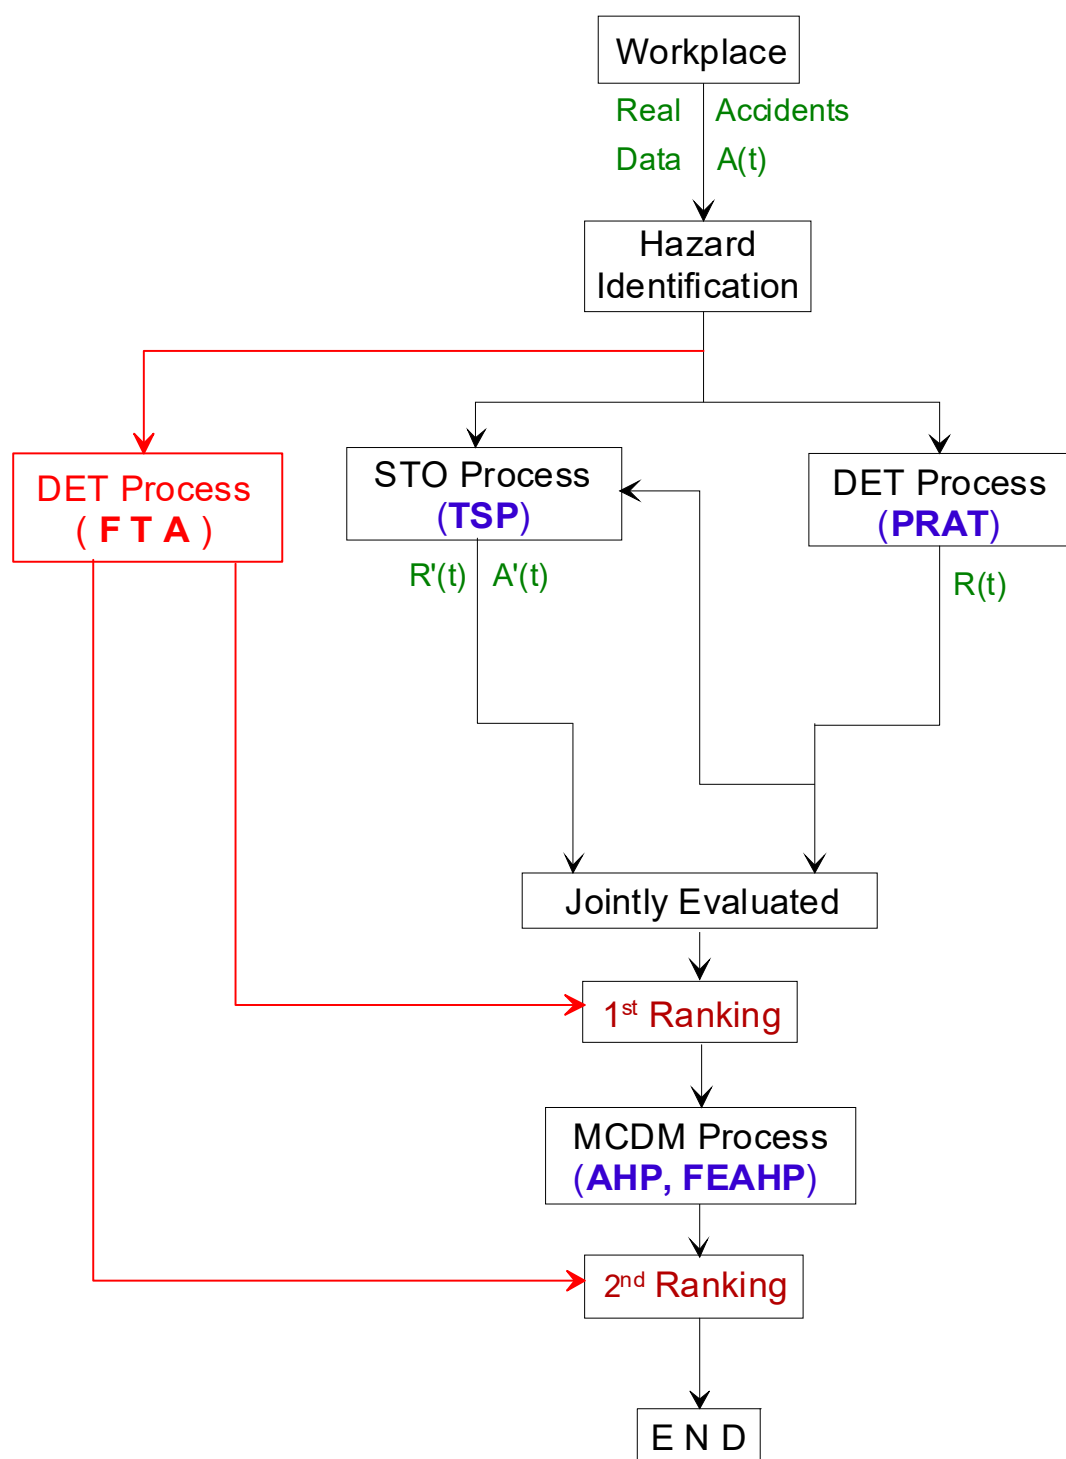 Workplace
Real Accidents
Data A(t)
Hazard
Identification
DET Process
( F T A )
STO Process
(TSP)
DET Process
(PRAT)
R'(t) A'(t)
R(t)
Jointly Evaluated
1st Ranking
MCDM Process
(AHP, FEAHP)
2nd Ranking
E N D